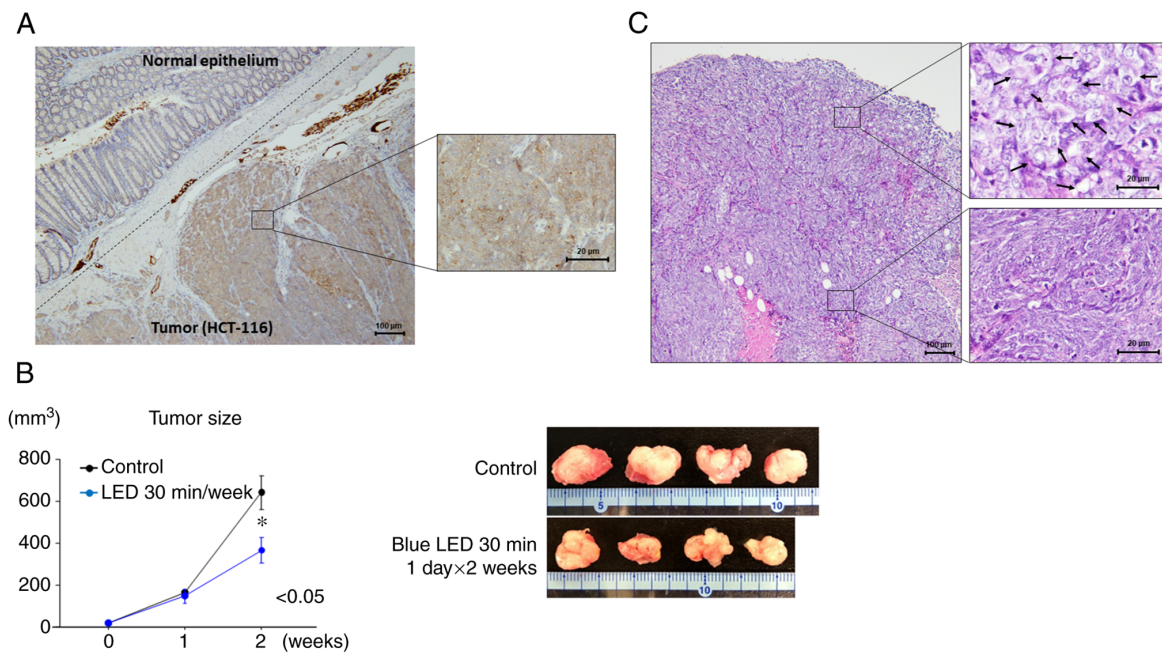 A
Normal epithelium
Tumor (HCT-116)
100 µm
20 µm
C
100 µm
20 µm
20 µm
B
(mm3)
Tumor size
800
600
400
200
0
Control
LED 30 min/week
*
<0.05
0 1 2 (weeks)
Control
5 10
Blue LED 30 min
1 day×2 weeks
10